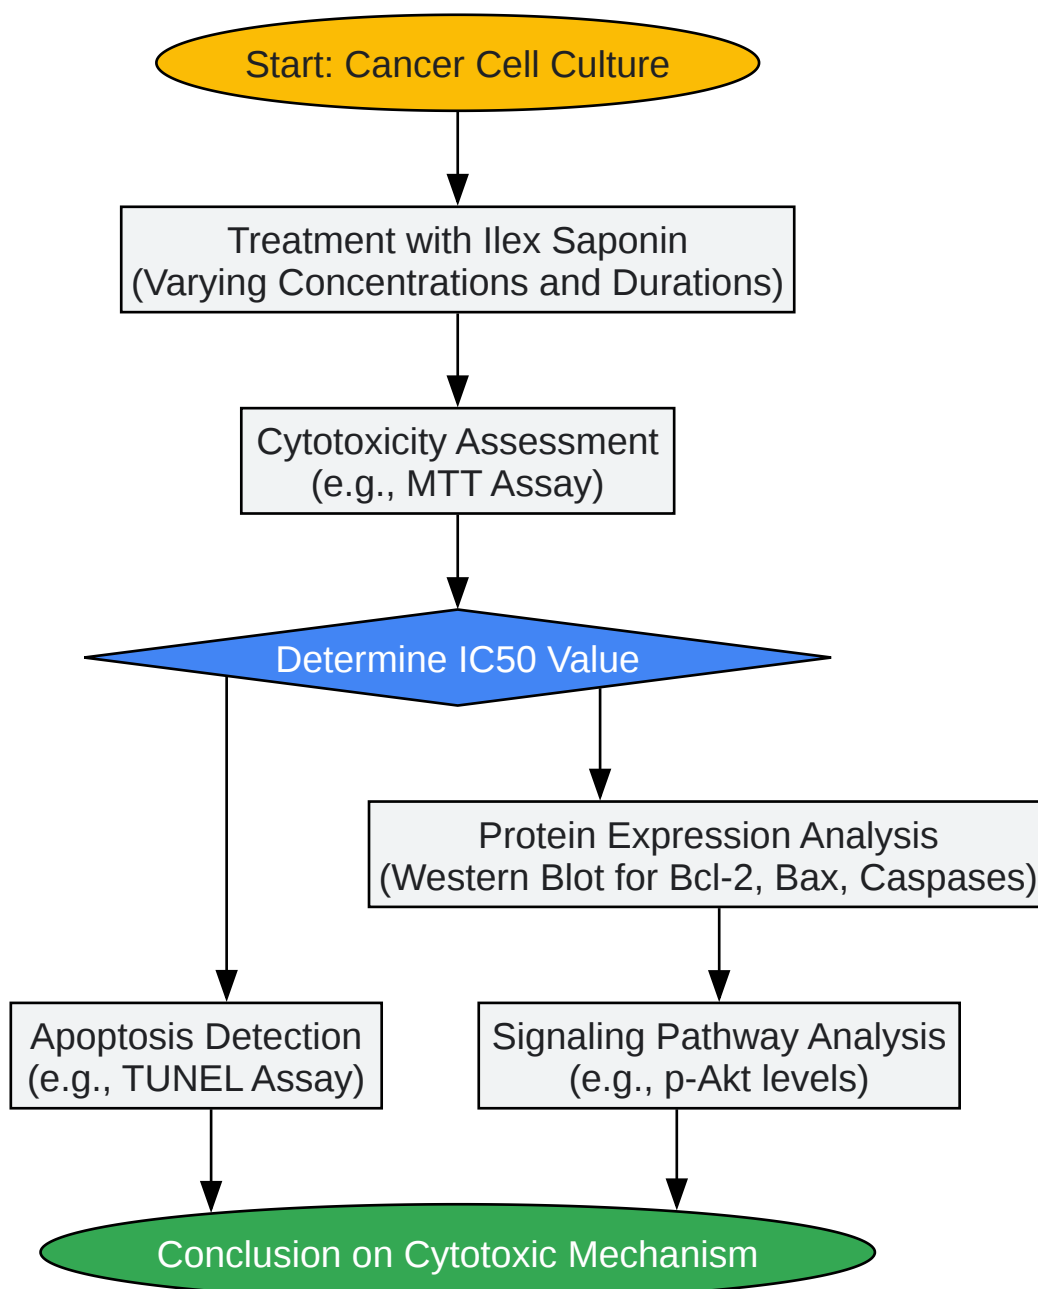 Start: Cancer Cell Culture
Treatment with Ilex Saponin
(Varying Concentrations and Durations)
Cytotoxicity Assessment
(e.g., MTT Assay)
Determine IC50 Value
Protein Expression Analysis
(Western Blot for Bcl-2, Bax, Caspases)
Apoptosis Detection
(e.g., TUNEL Assay)
Signaling Pathway Analysis
(e.g., p-Akt levels)
Conclusion on Cytotoxic Mechanism